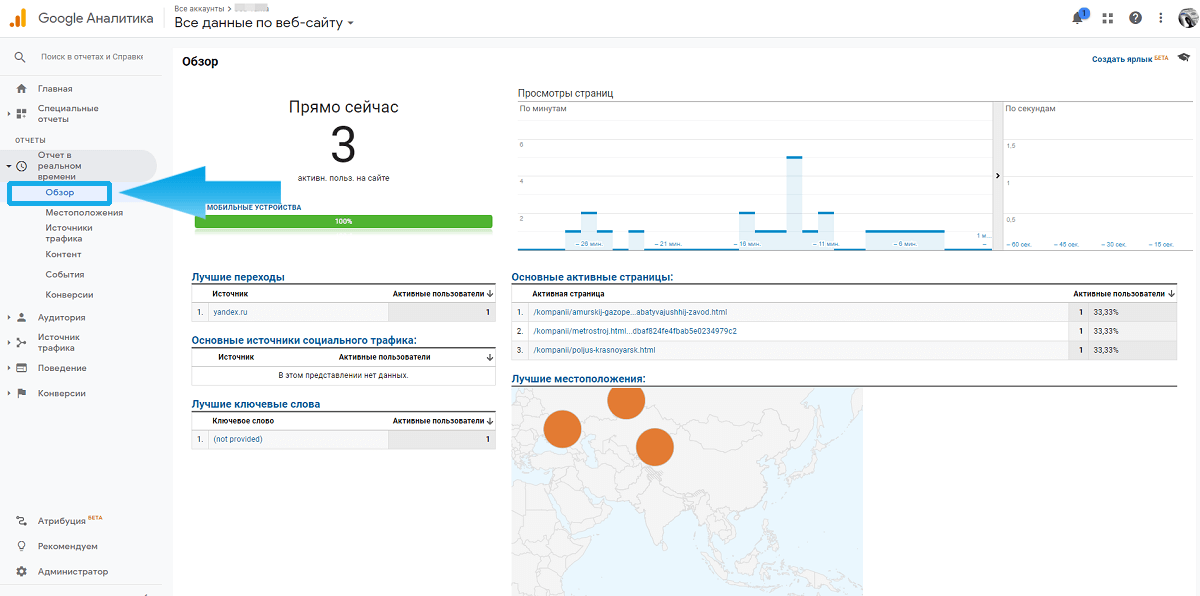 Google Аналитика
Все аккаунты >
Все данные по веб-сайту
1
Поиск в отчетах и Справке
Главная
Специальные
отчеты
ОТЧЕТЫ
Отчет в
реальном
времени
Обзор
Местоположения
Источники
трафика
Контент
События
Конверсии
Аудитория
Источник
трафика
Поведение
Конверсии
Атрибуция BETA
Рекомендуем
Администратор
Обзор
Создать ярлык BETA
Прямо сейчас
3
активн. польз. на сайте
МОБИЛЬНЫЕ УСТРОЙСТВА
100%
Просмотры страниц
По минутам
По секундам
6
4
2
– 26 мин.
– 21 мин.
– 16 мин.
– 11 мин.
– 6 мин.
1 м...
1,5
1
0,5
– 60 сек.
– 45 сек.
– 30 сек.
– 15 сек.
Лучшие переходы
Источник Активные пользователи
1. yandex.ru 1
Основные источники социального трафика:
Источник Активные пользователи
В этом представлении нет данных.
Лучшие ключевые слова
Ключевое слово Активные пользователи
1. (not provided) 1
Основные активные страницы:
Активная страница Активные пользователи
1. /kompanii/amurskij-gazope...abatyvajushhij-zavod.html 1 33,33%
2. /kompanii/metrostroj.html...dbaf824fe4fbab5e0234979c2 1 33,33%
3. /kompanii/poljus-krasnoyarsk.html 1 33,33%
Лучшие местоположения: